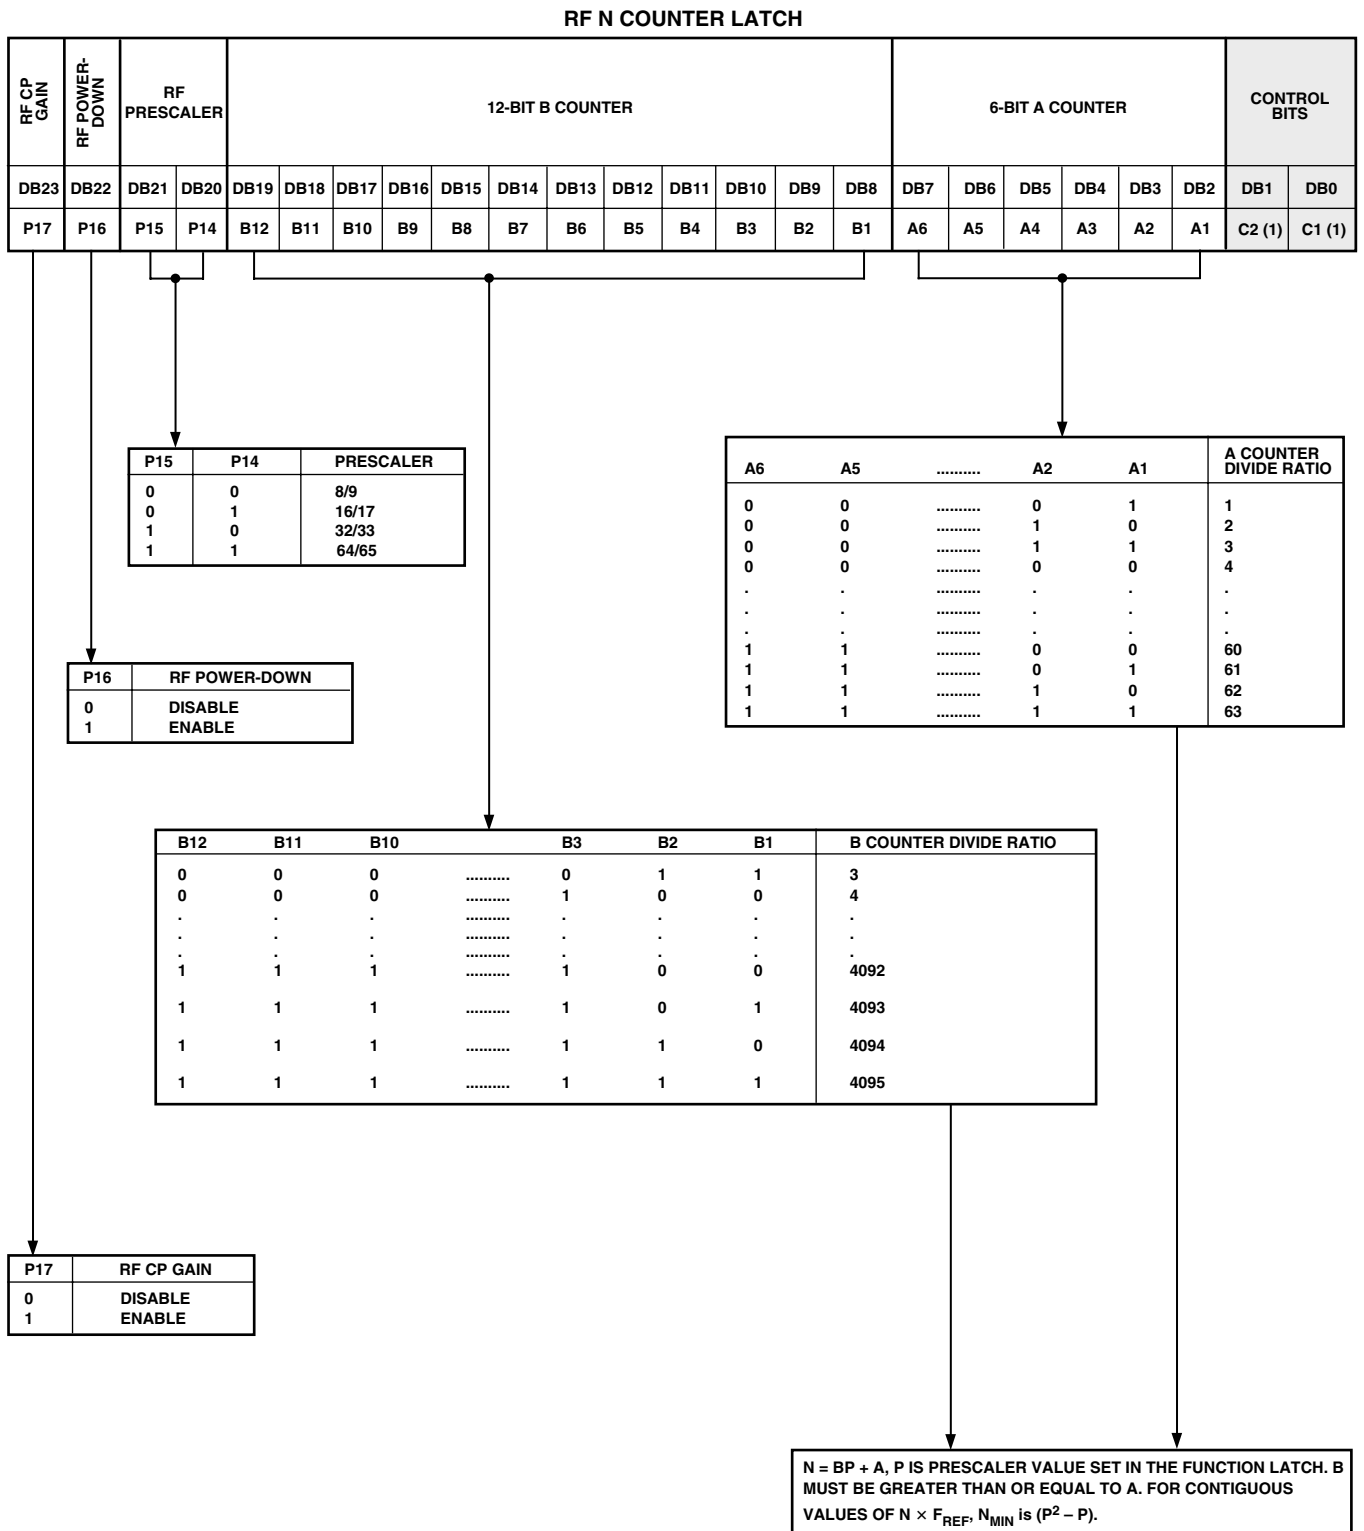 RF N COUNTER LATCH
RF CP GAIN
RF POWER-DOWN
RF PRESCALER
12-BIT B COUNTER
6-BIT A COUNTER
CONTROL BITS
DB23 DB22 DB21 DB20 DB19 DB18 DB17 DB16 DB15 DB14 DB13 DB12 DB11 DB10 DB9 DB8 DB7 DB6 DB5 DB4 DB3 DB2 DB1 DB0
P17 P16 P15 P14 B12 B11 B10 B9 B8 B7 B6 B5 B4 B3 B2 B1 A6 A5 A4 A3 A2 A1 C2 (1) C1 (1)
P15 P14 PRESCALER
0 0 8/9
0 1 16/17
1 0 32/33
1 1 64/65
A6 A5 .......... A2 A1 A COUNTER DIVIDE RATIO
0 0 .......... 0 1 1
0 0 .......... 1 0 2
0 0 .......... 1 1 3
0 0 .......... 0 0 4
. . .......... . . .
. . .......... . . .
. . .......... . . .
1 1 .......... 0 0 60
1 1 .......... 0 1 61
1 1 .......... 1 0 62
1 1 .......... 1 1 63
P16 RF POWER-DOWN
0 DISABLE
1 ENABLE
B12 B11 B10 B3 B2 B1 B COUNTER DIVIDE RATIO
0 0 0 .......... 0 1 1 3
0 0 0 .......... 1 0 0 4
. . . .......... . . . .
. . . .......... . . . .
. . . .......... . . . .
1 1 1 .......... 1 0 0 4092
1 1 1 .......... 1 0 1 4093
1 1 1 .......... 1 1 0 4094
1 1 1 .......... 1 1 1 4095
P17 RF CP GAIN
0 DISABLE
1 ENABLE
N = BP + A, P IS PRESCALER VALUE SET IN THE FUNCTION LATCH. B
MUST BE GREATER THAN OR EQUAL TO A. FOR CONTIGUOUS
VALUES OF N × F_REF, N_MIN is (P² – P).